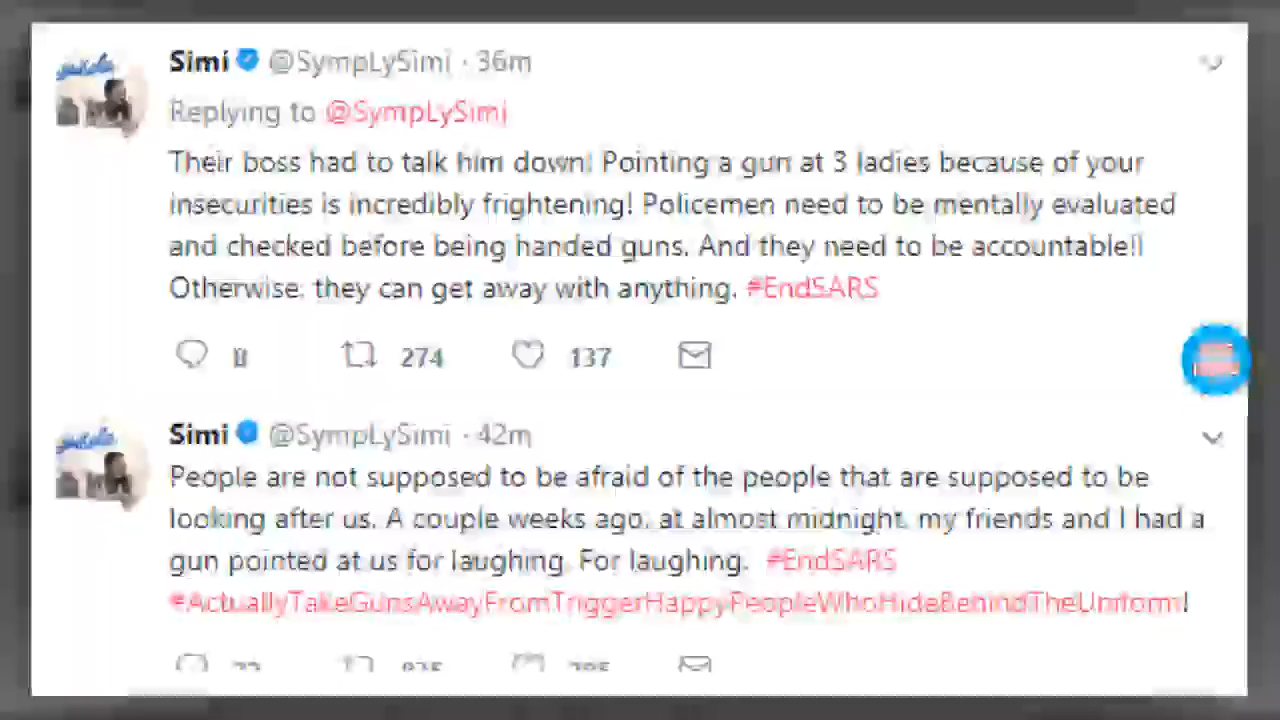 Simi @SympLySimi · 36m
Replying to @SympLySimi
Their boss had to talk him down! Pointing a gun at 3 ladies because of your
insecurities is incredibly frightening! Policemen need to be mentally evaluated
and checked before being handed guns. And they need to be accountable!!
Otherwise, they can get away with anything. #EndSARS
274 137
Simi @SympLySimi · 42m
People are not supposed to be afraid of the people that are supposed to be
looking after us. A couple weeks ago, at almost midnight, my friends and I had a
gun pointed at us for laughing. For laughing. #EndSARS
#ActuallyTakeGunsAwayFromTriggerHappyPeopleWhoHideBehindTheUniform!